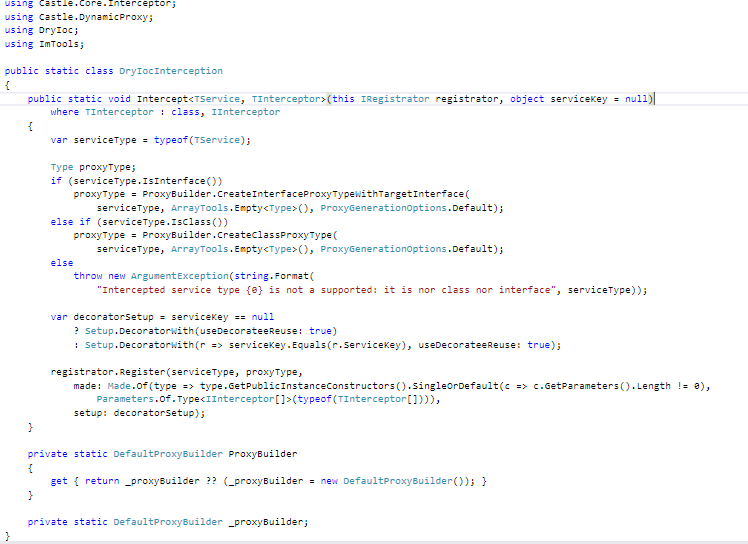 using Castle.Core.Interceptor;
using Castle.DynamicProxy;
using DryIoc;
using ImTools;

public static class DryIocInterception
{
    public static void Intercept<TService, TInterceptor>(this IRegistrator registrator, object serviceKey = null)
        where TInterceptor : class, IInterceptor
    {
        var serviceType = typeof(TService);

        Type proxyType;
        if (serviceType.IsInterface())
            proxyType = ProxyBuilder.CreateInterfaceProxyTypeWithTargetInterface(
                serviceType, ArrayTools.Empty<Type>(), ProxyGenerationOptions.Default);
        else if (serviceType.IsClass())
            proxyType = ProxyBuilder.CreateClassProxyType(
                serviceType, ArrayTools.Empty<Type>(), ProxyGenerationOptions.Default);
        else
            throw new ArgumentException(string.Format(
                "Intercepted service type {0} is not a supported: it is nor class nor interface", serviceType));

        var decoratorSetup = serviceKey == null
            ? Setup.DecoratorWith(useDecorateeReuse: true)
            : Setup.DecoratorWith(r => serviceKey.Equals(r.ServiceKey), useDecorateeReuse: true);

        registrator.Register(serviceType, proxyType,
            made: Made.Of(type => type.GetPublicInstanceConstructors().SingleOrDefault(c => c.GetParameters().Length != 0),
                Parameters.Of.Type<IInterceptor[]>(typeof(TInterceptor[]))),
            setup: decoratorSetup);
    }

    private static DefaultProxyBuilder ProxyBuilder
    {
        get { return _proxyBuilder ?? (_proxyBuilder = new DefaultProxyBuilder()); }
    }

    private static DefaultProxyBuilder _proxyBuilder;
}